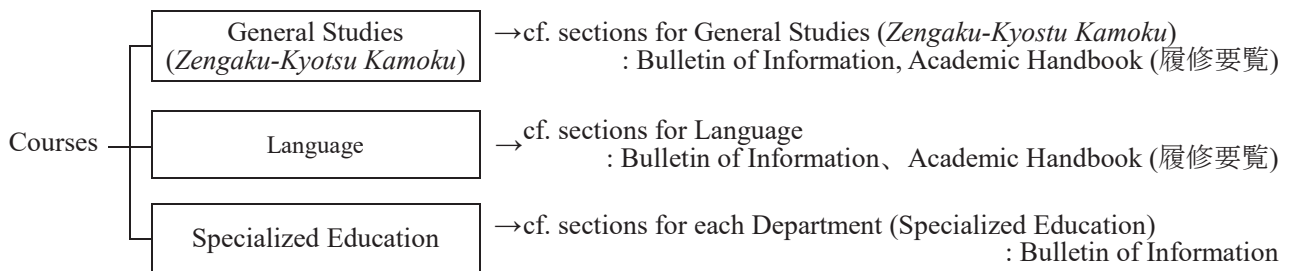 Courses
General Studies
(Zengaku-Kyotsu Kamoku)
→cf. sections for General Studies (Zengaku-Kyostu Kamoku)
: Bulletin of Information, Academic Handbook (履修要覧)
Language
→cf. sections for Language
: Bulletin of Information、Academic Handbook (履修要覧)
Specialized Education
→cf. sections for each Department (Specialized Education)
: Bulletin of Information